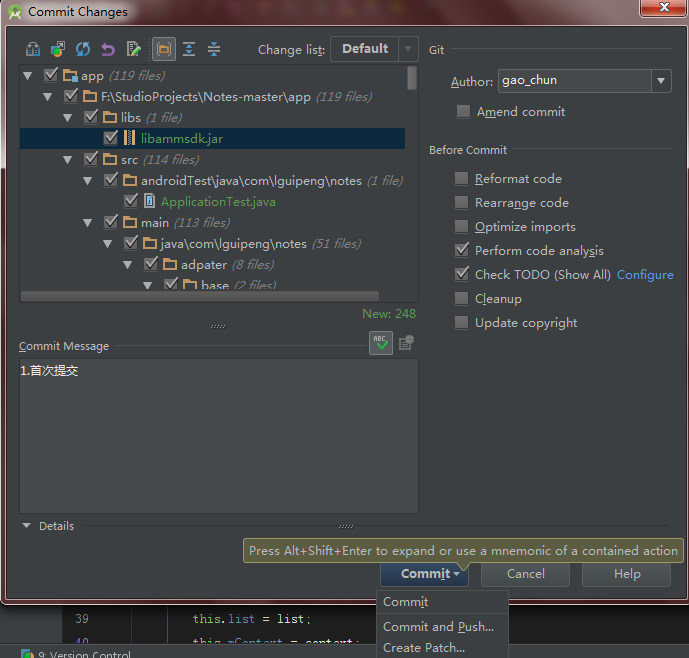 Commit Changes
Change list: Default
Git
app (119 files)
Author: gao_chun
F:\StudioProjects\Notes-master\app (119 files)
Amend commit
libs (1 file)
libammsdk.jar
Before Commit
src (114 files)
androidTest\java\com\lguipeng\notes (1 file)
Reformat code
ApplicationTest.java
Rearrange code
main (113 files)
Optimize imports
java\com\lguipeng\notes (51 files)
Perform code analysis
adpater (8 files)
Check TODO (Show All) Configure
base (2 files)
Cleanup
New: 248
Update copyright
Commit Message
ABC
1.首次提交
Details
Press Alt+Shift+Enter to expand or use a mnemonic of a contained action
Commit
Cancel
Help
Commit
39 this.list = list;
Commit and Push...
40 this.mContext = context;
Create Patch...
9: Version Control